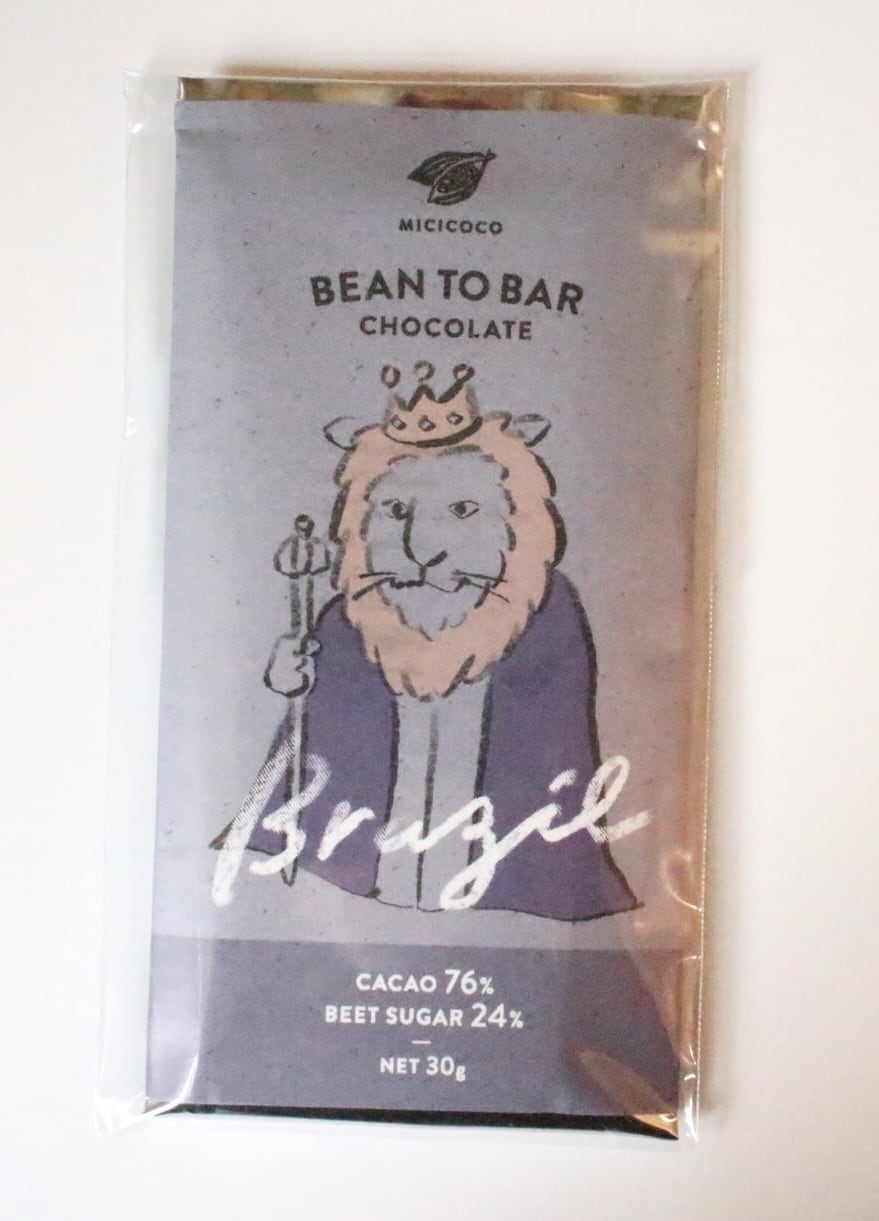 MICICOCO
BEAN TO BAR
CHOCOLATE
Brazil
CACAO 76%
BEET SUGAR 24%
NET 30g